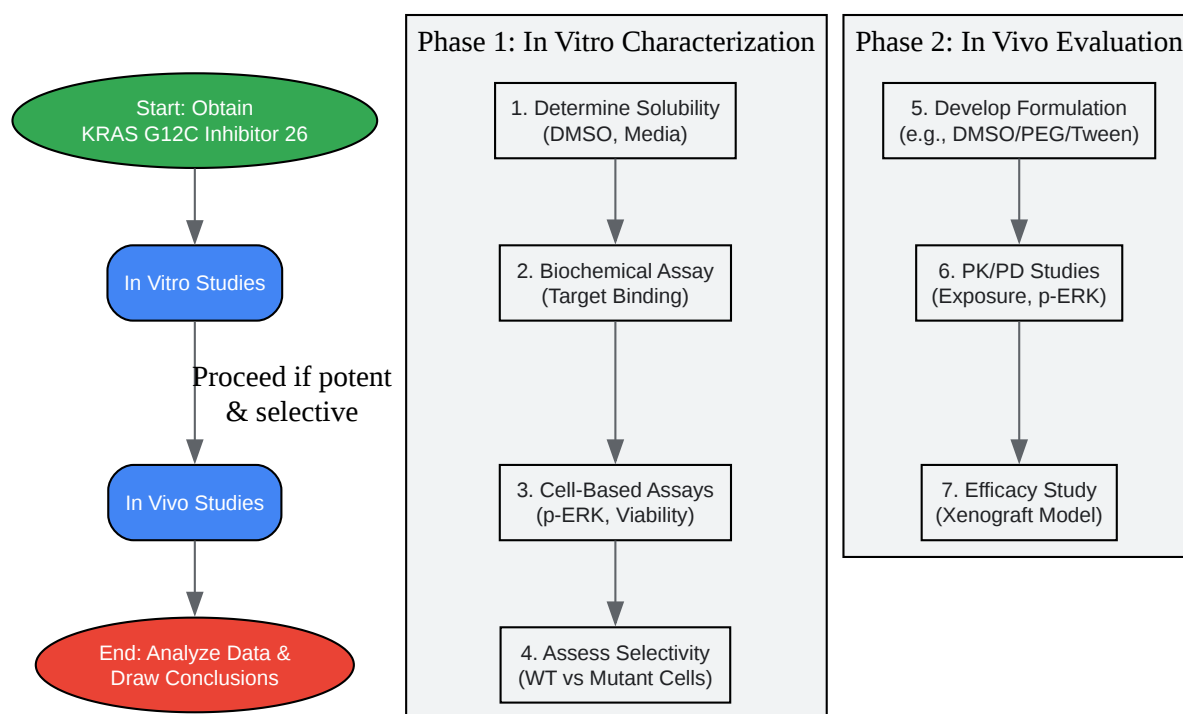 Start: Obtain
KRAS G12C Inhibitor 26
In Vitro Studies
Proceed if potent
& selective
In Vivo Studies
End: Analyze Data &
Draw Conclusions
Phase 1: In Vitro Characterization
1. Determine Solubility
(DMSO, Media)
2. Biochemical Assay
(Target Binding)
3. Cell-Based Assays
(p-ERK, Viability)
4. Assess Selectivity
(WT vs Mutant Cells)
Phase 2: In Vivo Evaluation
5. Develop Formulation
(e.g., DMSO/PEG/Tween)
6. PK/PD Studies
(Exposure, p-ERK)
7. Efficacy Study
(Xenograft Model)